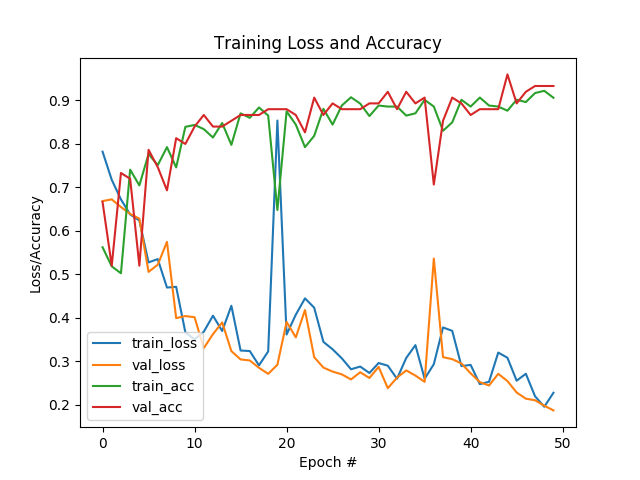 Training Loss and Accuracy
Loss/Accuracy
0.9
0.8
0.7
0.6
0.5
0.4
0.3
0.2
train_loss
val_loss
train_acc
val_acc
0 10 20 30 40 50
Epoch #